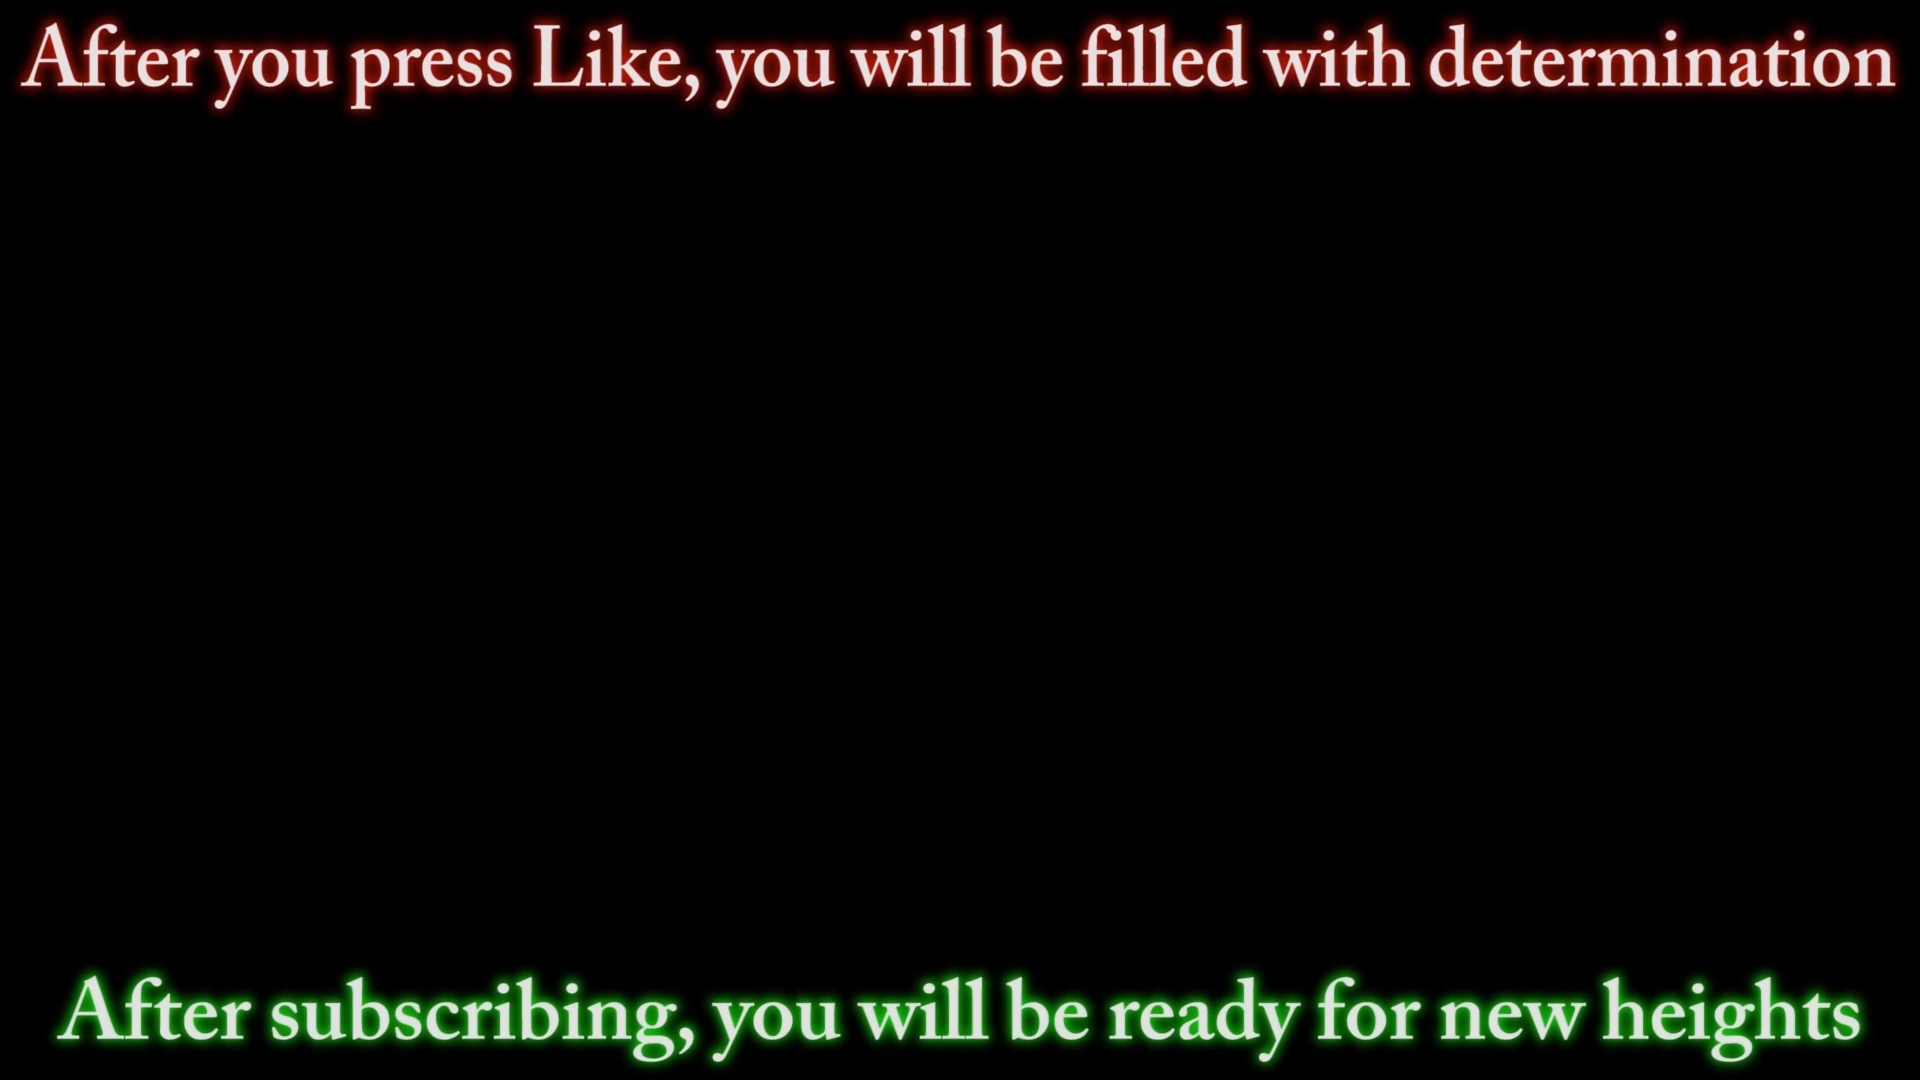 After you press Like, you will be filled with determination
After subscribing, you will be ready for new heights